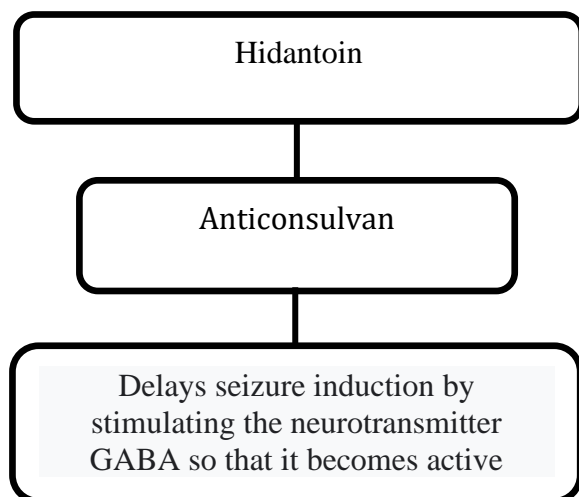 Hidantoin
Anticonsulvan
Delays seizure induction by
stimulating the neurotransmitter
GABA so that it becomes active